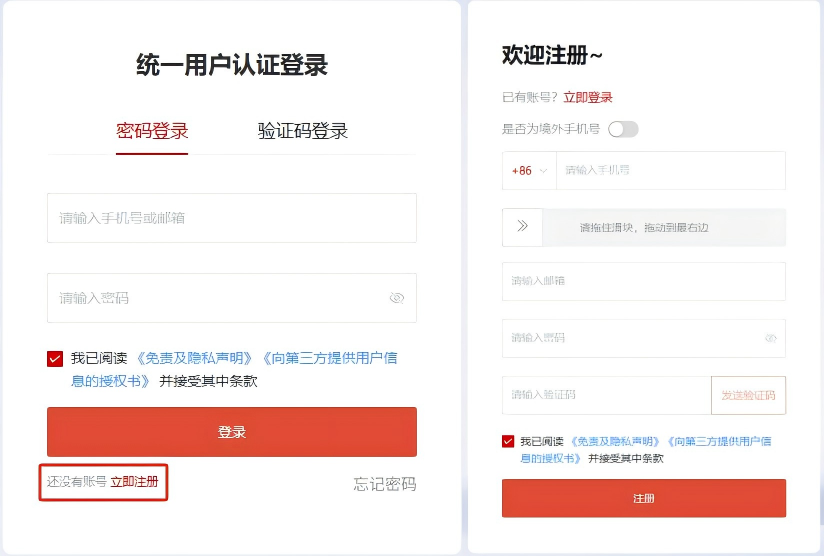 统一用户认证登录
密码登录
验证码登录
请输入手机号或邮箱
请输入密码
我已阅读 《免责及隐私声明》《向第三方提供用户信
息的授权书》 并接受其中条款
登录
还没有账号 立即注册
忘记密码
欢迎注册~
已有账号? 立即登录
是否为境外手机号
+86
请输入手机号
请拖住滑块，拖动到最右边
请输入邮箱
请输入密码
请输入验证码
发送验证码
我已阅读 《免责及隐私声明》《向第三方提供用户信
息的授权书》 并接受其中条款
注册